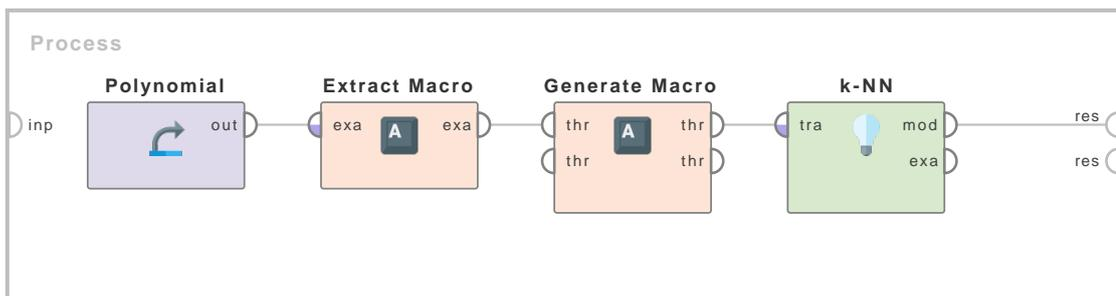 Process
Polynomial
Extract Macro
Generate Macro
k-NN
inp
out
exa
A
exa
thr
A
thr
tra
mod
res
thr
thr
exa
res